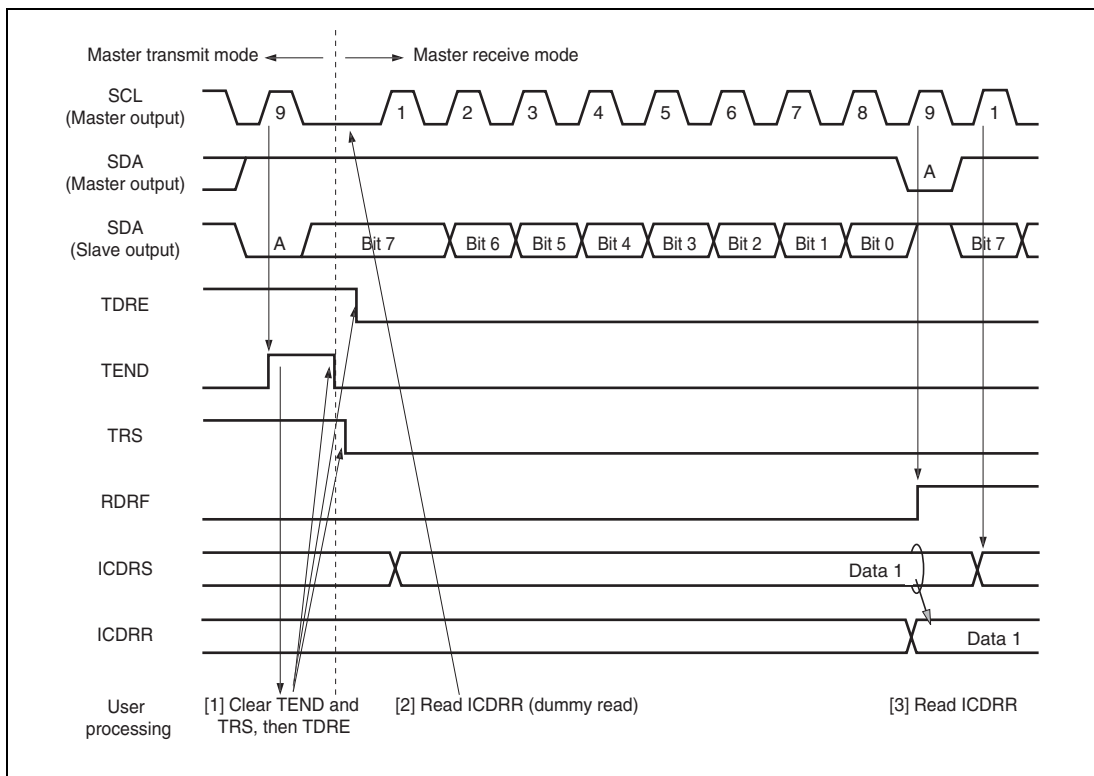 Master transmit mode
Master receive mode
SCL
(Master output)
9 1 2 3 4 5 6 7 8 9 1
SDA
(Master output)
A
SDA
(Slave output)
A Bit 7 Bit 6 Bit 5 Bit 4 Bit 3 Bit 2 Bit 1 Bit 0 Bit 7
TDRE
TEND
TRS
RDRF
ICDRS
Data 1
ICDRR
Data 1
User
processing
[1] Clear TEND and
TRS, then TDRE
[2] Read ICDRR (dummy read)
[3] Read ICDRR